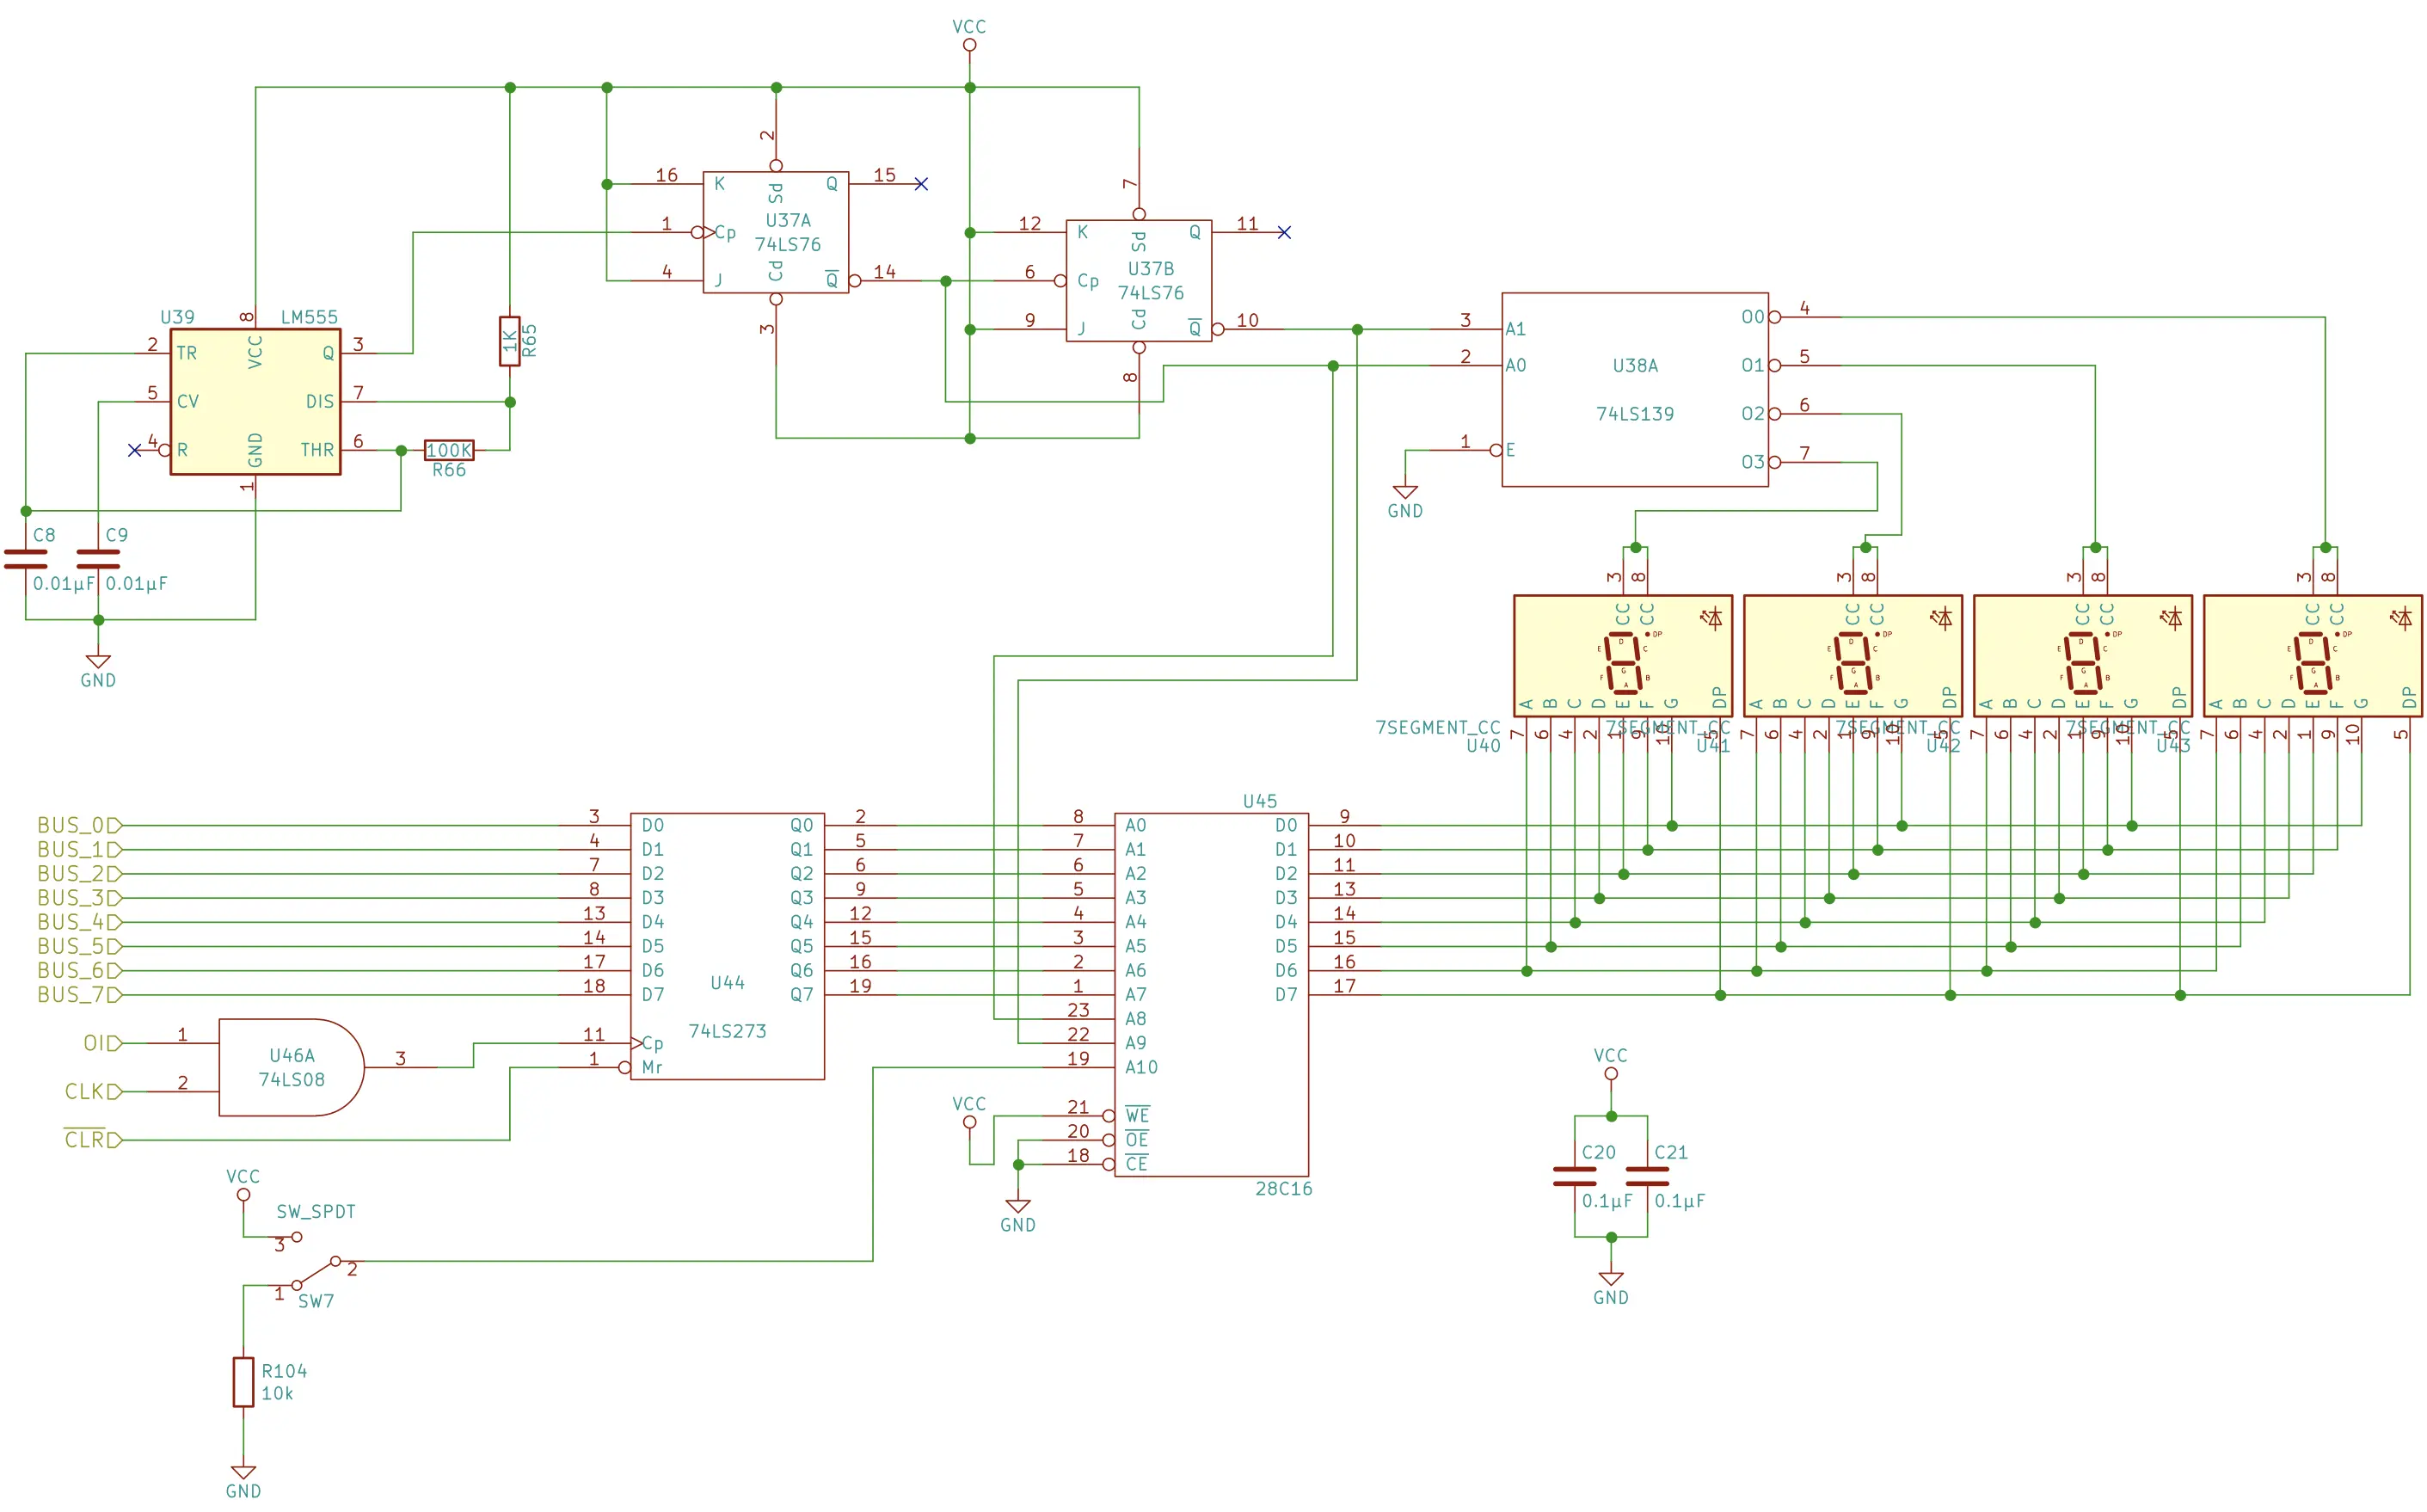 VCC
2
16 K Sd Q 15
U37A
1 Cp
74LS76
4 J Cd Q 14
3
7
12 K Sd Q 11
U37B
6 Cp
74LS76
9 J Cd Q 10
8
U39 LM555
8
2 TR VCC Q 3
5 CV DIS 7
4 R GND THR 6
1
1K
R65
100K
R66
C8
0.01µF
C9
0.01µF
GND
3 A1 O0 4
2 A0 U38A O1 5
74LS139 O2 6
1 E O3 7
GND
3 8 3 8 3 8 3 8
CC CC CC CC CC CC CC CC
D DP D DP D DP D DP
E C E C E C E C
G G G G
F B F B F B F B
A A A A
A B C D E F G DP A B C D E F G DP A B C D E F G DP A B C D E F G DP
7SEGMENT_CC 7SEGMENT_CC 7SEGMENT_CC 7SEGMENT_CC
7 6 4 2 1 9 10 5 7 6 4 2 1 9 10 5 7 6 4 2 1 9 10 5 7 6 4 2 1 9 10 5
U40 U41 U42 U43
U45
BUS_0 3 D0 Q0 2 8 A0 D0 9
BUS_1 4 D1 Q1 5 7 A1 D1 10
BUS_2 7 D2 Q2 6 6 A2 D2 11
BUS_3 8 D3 Q3 9 5 A3 D3 13
BUS_4 13 D4 Q4 12 4 A4 D4 14
BUS_5 14 D5 Q5 15 3 A5 D5 15
BUS_6 17 D6 Q6 16 2 A6 D6 16
BUS_7 18 D7 Q7 19 1 A7 D7 17
U44
74LS273
23 A8
22 A9
19 A10
OI 1 U46A 3 11 Cp
CLK 2 74LS08 1 Mr
CLR
VCC
21 WE
20 OE
18 CE
28C16
GND
VCC
SW_SPDT
3
2
1
SW7
R104
10k
GND
VCC
C20 C21
0.1µF 0.1µF
GND